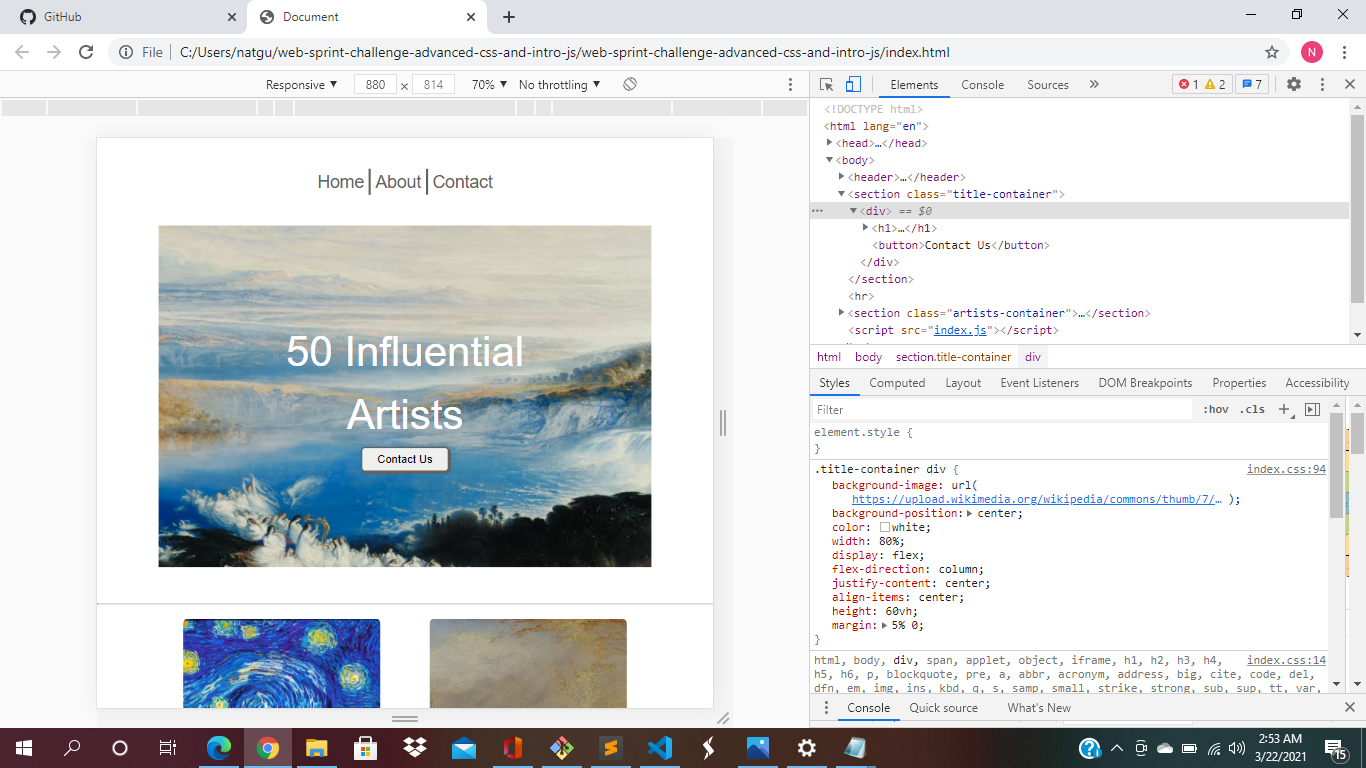 GitHub
Document
File
C:/Users/natgu/web-sprint-challenge-advanced-css-and-intro-js/web-sprint-challenge-advanced-css-and-intro-js/index.html
N
Responsive ▼ 880 × 814 70% ▼ No throttling ▼
Home About Contact
50 Influential
Artists
Contact Us
Elements Console Sources » 1 2 7
<!DOCTYPE html>
<html lang="en">
<head>…</head>
<body>
<header>…</header>
<section class="title-container">
<div> == $0
<h1>…</h1>
<button>Contact Us</button>
</div>
</section>
<hr>
<section class="artists-container">…</section>
<script src="index.js"></script>
html body section.title-container div
Styles Computed Layout Event Listeners DOM Breakpoints Properties Accessibility
Filter :hov .cls +
element.style {
}
.title-container div { index.css:94
background-image: url(
https://upload.wikimedia.org/wikipedia/commons/thumb/7/… );
background-position: center;
color: white;
width: 80%;
display: flex;
flex-direction: column;
justify-content: center;
align-items: center;
height: 60vh;
margin: 5% 0;
}
html, body, div, span, applet, object, iframe, h1, h2, h3, h4, index.css:14
h5, h6, p, blockquote, pre, a, abbr, acronym, address, big, cite, code, del,
dfn, em, img, ins, kbd, q, s, samp, small, strike, strong, sub, sup, tt, var,
Console Quick source What's New
2:53 AM
3/22/2021
15